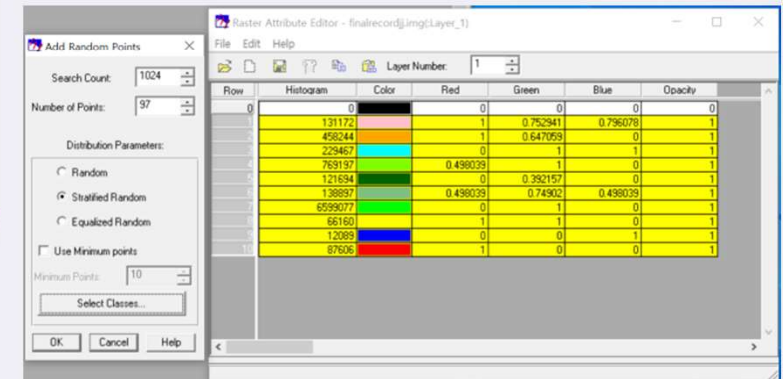 Add Random Points
Search Count: 1024
Number of Points: 97
Distribution Parameters:
Random
Stratified Random
Equalized Random
Use Minimum points
Minimum Points: 10
Select Classes...
OK Cancel Help
Raster Attribute Editor - finalrecordjj.img(:Layer_1)
File Edit Help
Layer Number: 1
Row Histogram Color Red Green Blue Opacity
0 0 0 0 0 0
1 131172 1 0.752941 0.796078 1
2 458244 1 0.647059 0 1
3 229467 0 1 1 1
4 769197 0.498039 1 0 1
5 121694 0 0.392157 0 1
6 138897 0.498039 0.74902 0.498039 1
7 6599077 0 1 0 1
8 66160 1 1 0 1
9 12089 0 0 1 1
10 87606 1 0 0 1